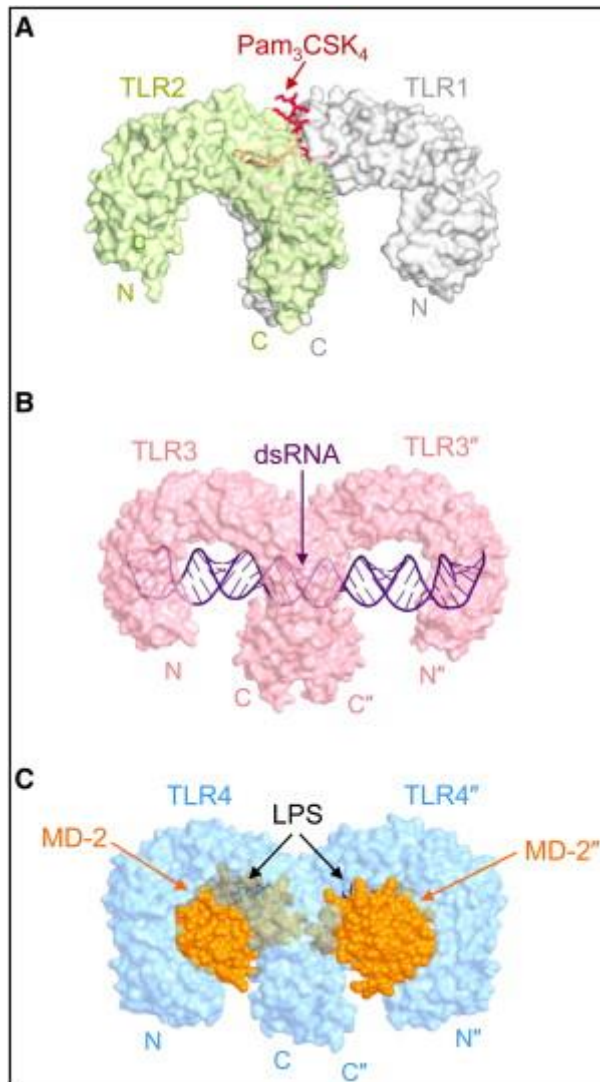 A
Pam₃CSK₄
TLR2 TLR1
C
N N
C C
B
TLR3 dsRNA TLR3″
N N″
C C″
C
TLR4 LPS TLR4″
MD-2 MD-2″
N N″
C C″